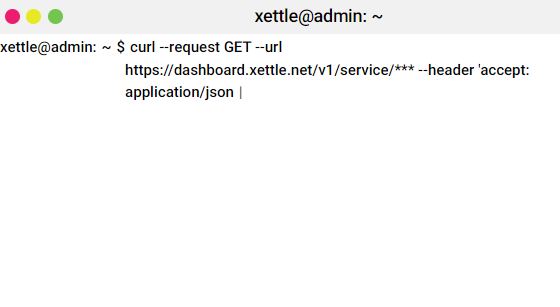 xettle@admin: ~
xettle@admin: ~ $ curl --request GET --url
https://dashboard.xettle.net/v1/service/*** --header 'accept:
application/json |